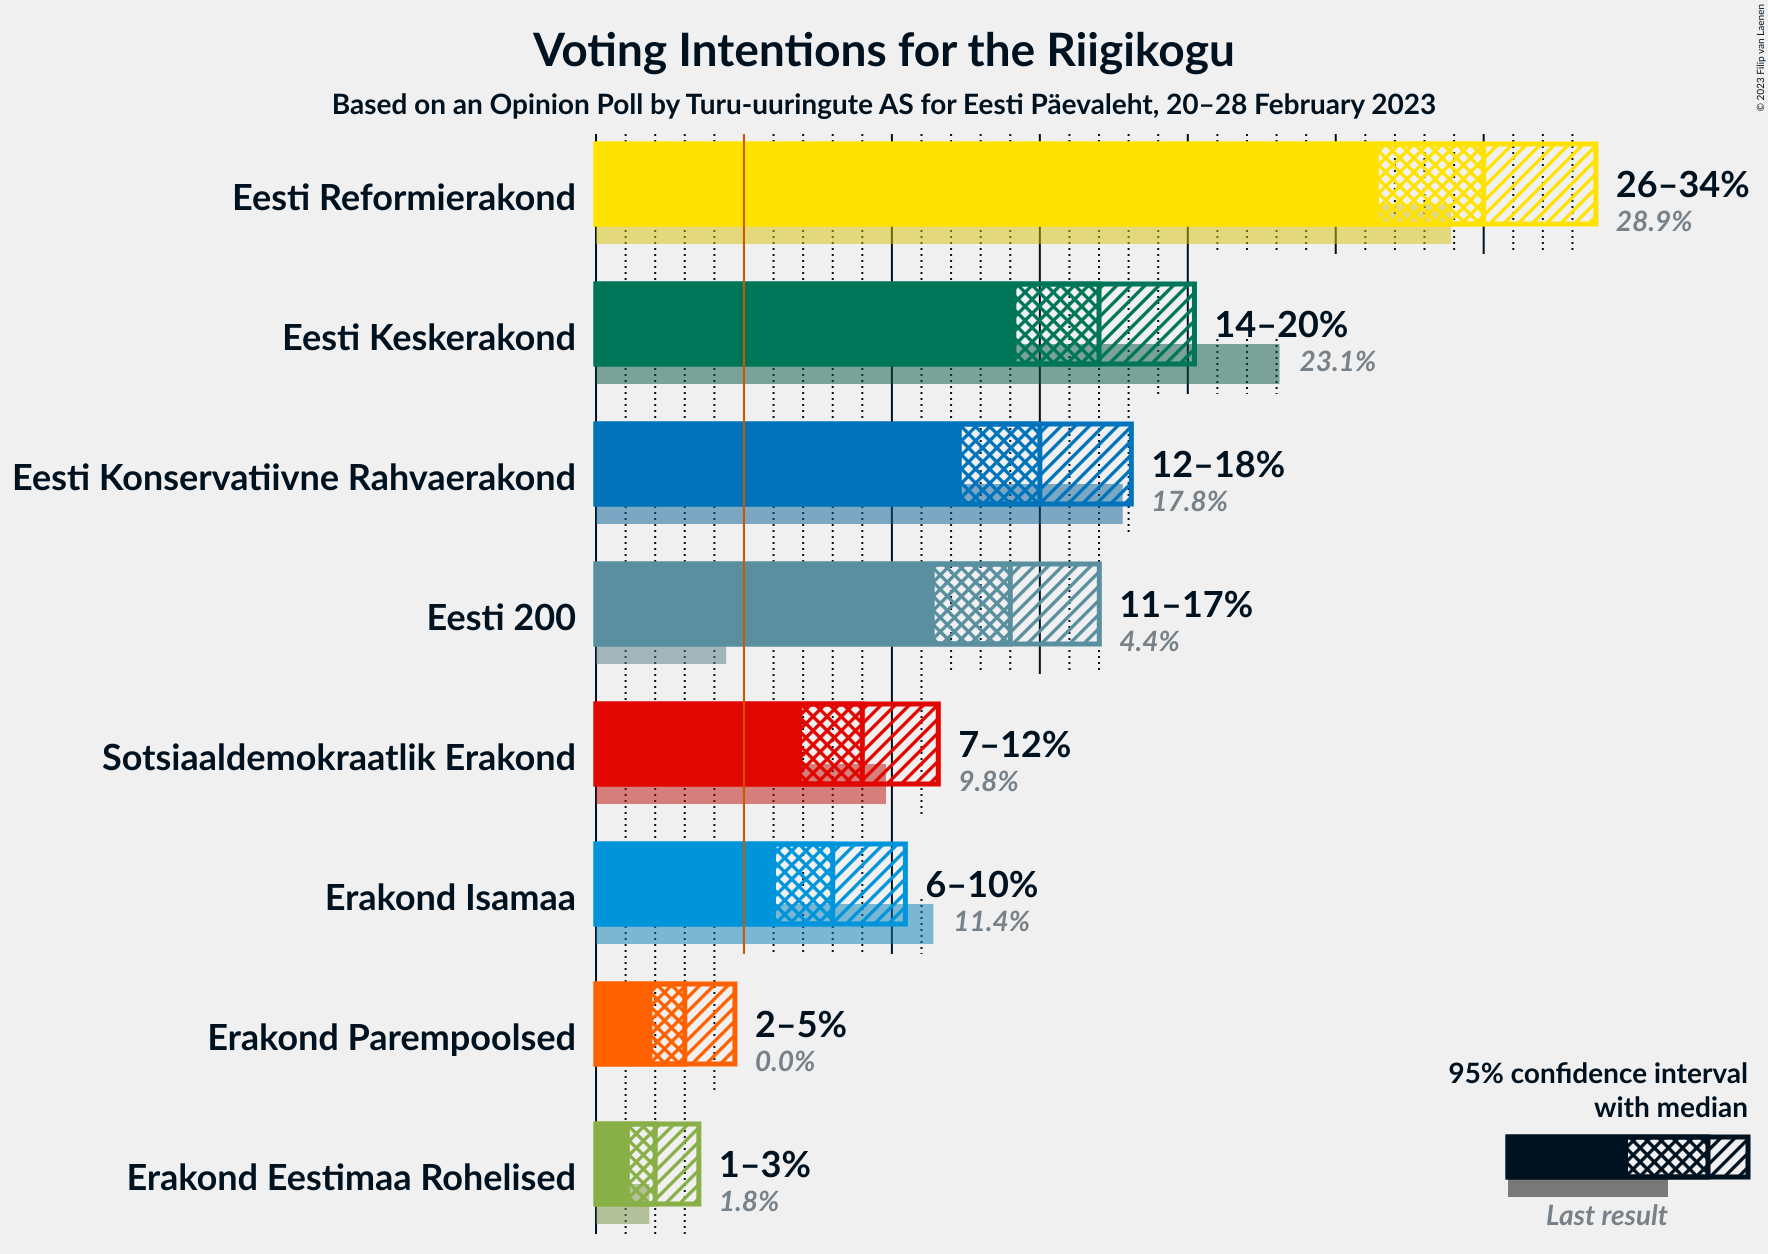 Voting Intentions for the Riigikogu
Based on an Opinion Poll by Turu-uuringute AS for Eesti Päevaleht, 20–28 February 2023
© 2023 Filip van Laenen
Eesti Reformierakond
26–34%
28.9%
Eesti Keskerakond
14–20%
23.1%
Eesti Konservatiivne Rahvaerakond
12–18%
17.8%
Eesti 200
11–17%
4.4%
Sotsiaaldemokraatlik Erakond
7–12%
9.8%
Erakond Isamaa
6–10%
11.4%
Erakond Parempoolsed
2–5%
0.0%
Erakond Eestimaa Rohelised
1–3%
1.8%
95% confidence interval
with median
Last result